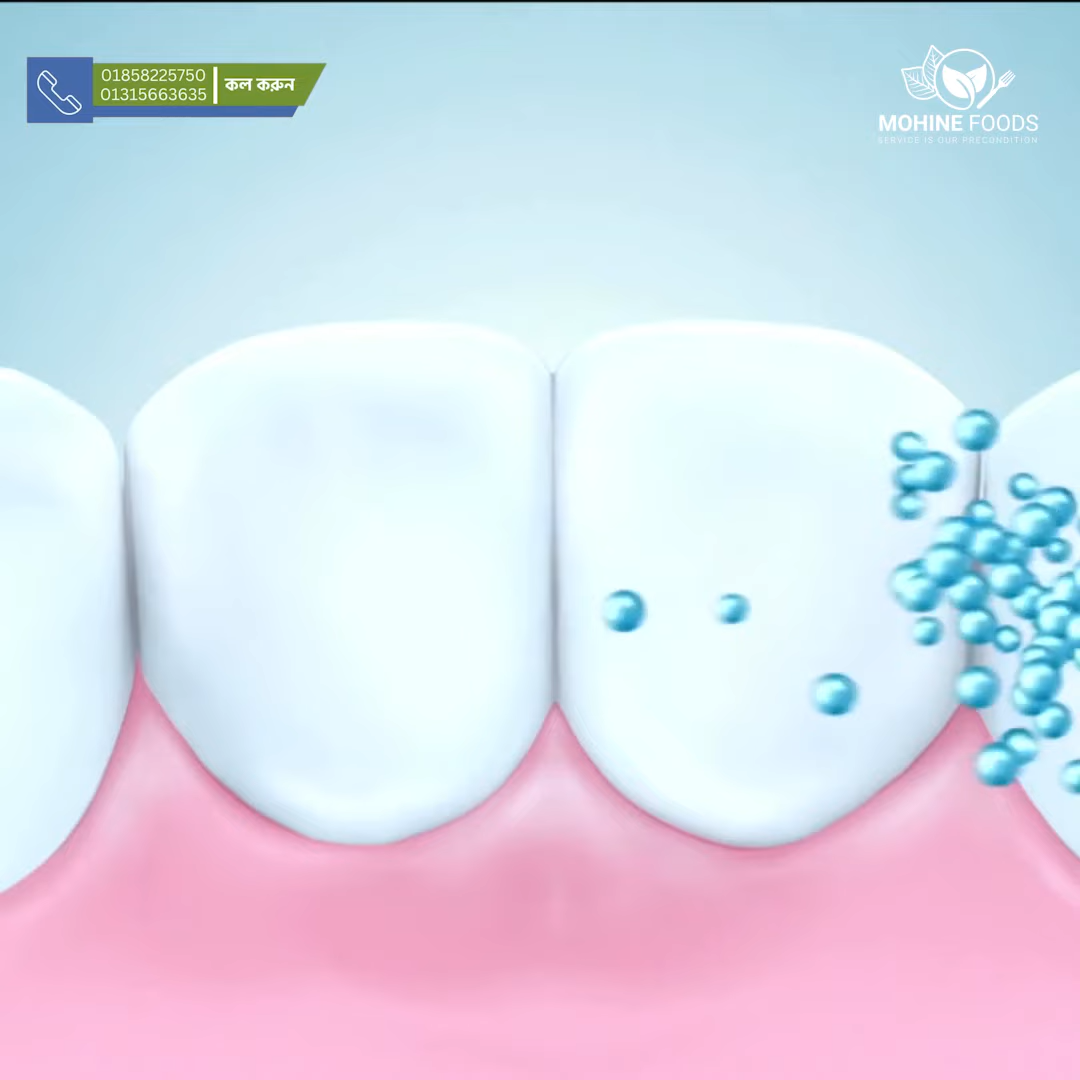 01858225750
01315663635
কল করুন
MOHINE FOODS
SERVICE IS OUR PRECONDITION